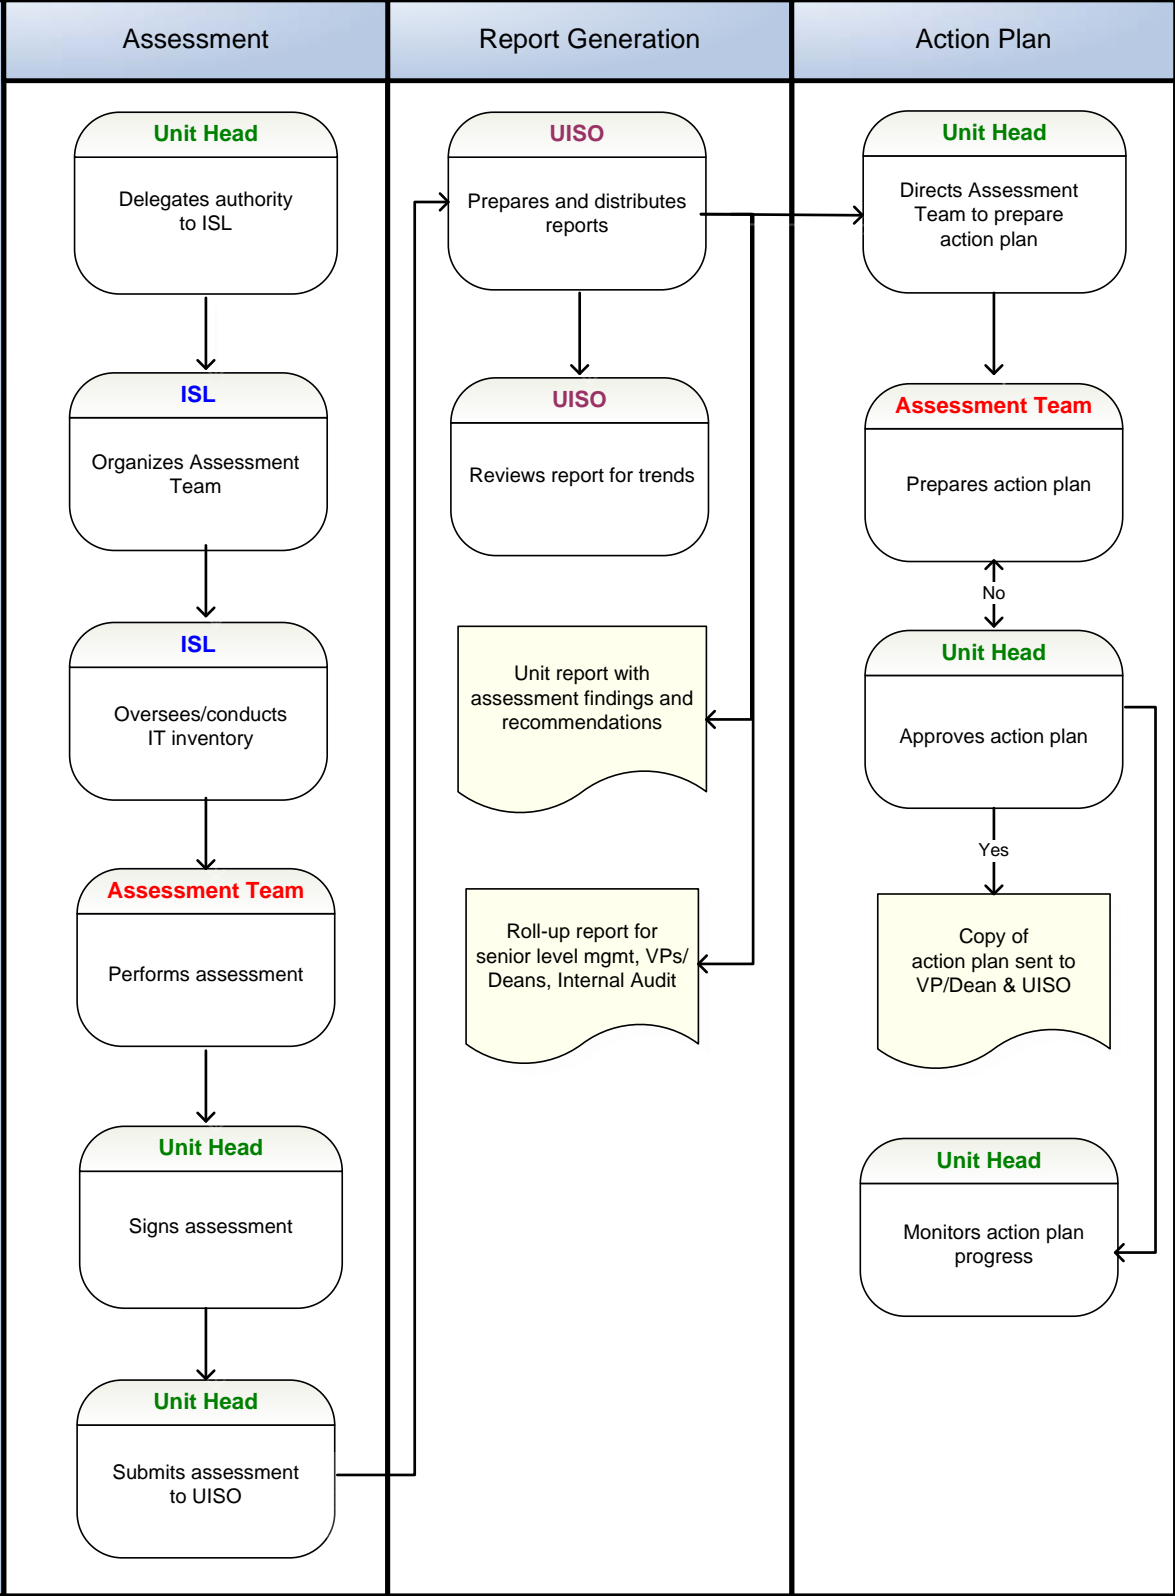 Assessment
Report Generation
Action Plan
Unit Head
Delegates authority
to ISL
ISL
Organizes Assessment
Team
ISL
Oversees/conducts
IT inventory
Assessment Team
Performs assessment
Unit Head
Signs assessment
Unit Head
Submits assessment
to UISO
UISO
Prepares and distributes
reports
UISO
Reviews report for trends
Unit report with
assessment findings and
recommendations
Roll-up report for
senior level mgmt, VPs/
Deans, Internal Audit
Unit Head
Directs Assessment
Team to prepare
action plan
Assessment Team
Prepares action plan
No
Unit Head
Approves action plan
Yes
Copy of
action plan sent to
VP/Dean & UISO
Unit Head
Monitors action plan
progress